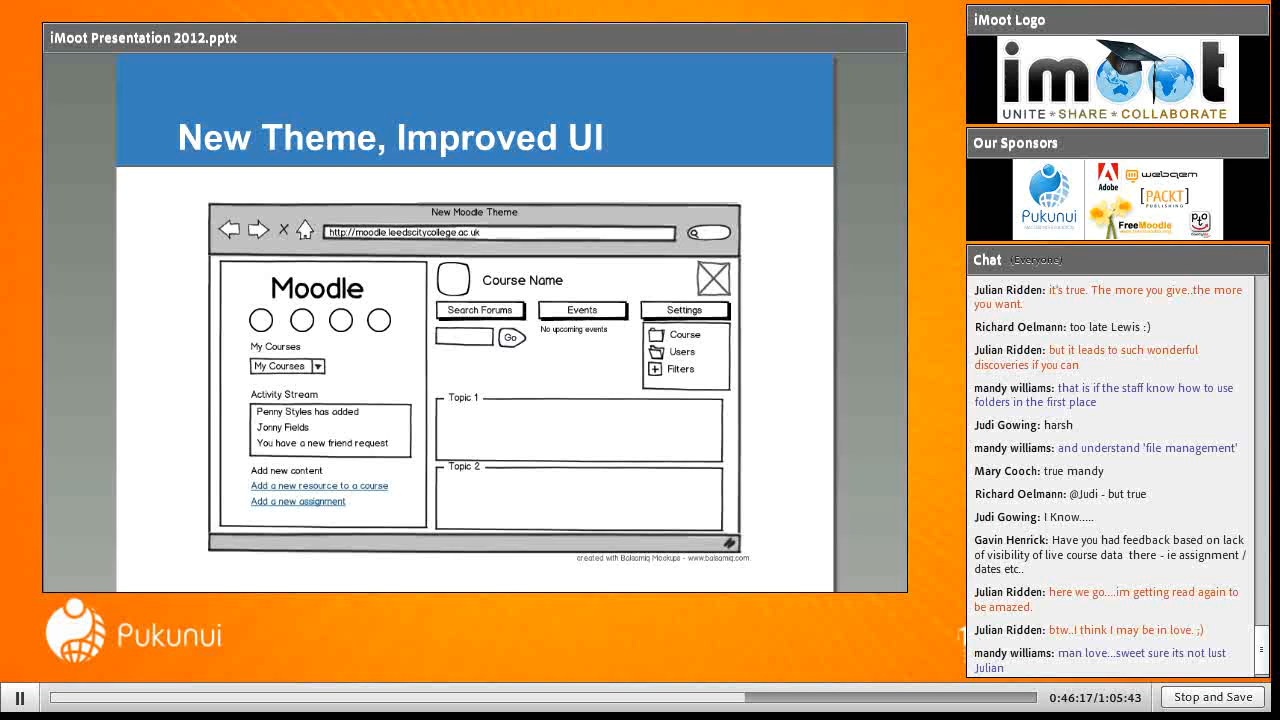 iMoot Presentation 2012.pptx
New Theme, Improved UI
New Moodle Theme
X
http://moodle.leedscitycollege.ac.uk
Moodle
My Courses
My Courses
Activity Stream
Penny Styles has added
Jonny Fields
You have a new friend request
Add new content
Add a new resource to a course
Add a new assignment
Course Name
Search Forums
Go
Events
No upcoming events
Settings
Course
Users
Filters
Topic 1
Topic 2
created with Balsamiq Mockups - www.balsamiq.com
Pukunui
iMoot Logo
imoot
UNITE * SHARE * COLLABORATE
Our Sponsors
Pukunui
Adobe
webqem
[PACKT]
PUBLISHING
FreeMoodle
Chat (Everyone)
Julian Ridden: it's true. The more you give..the more
you want.
Richard Oelmann: too late Lewis :)
Julian Ridden: but it leads to such wonderful
discoveries if you can
mandy williams: that is if the staff know how to use
folders in the first place
Judi Gowing: harsh
mandy williams: and understand 'file management'
Mary Cooch: true mandy
Richard Oelmann: @Judi - but true
Judi Gowing: I Know.....
Gavin Henrick: Have you had feedback based on lack
of visibility of live course data there - ie assignment /
dates etc..
Julian Ridden: here we go....im getting read again to
be amazed.
Julian Ridden: btw..I think I may be in love. ;)
mandy williams: man love...sweet sure its not lust
Julian
0:46:17/1:05:43
Stop and Save